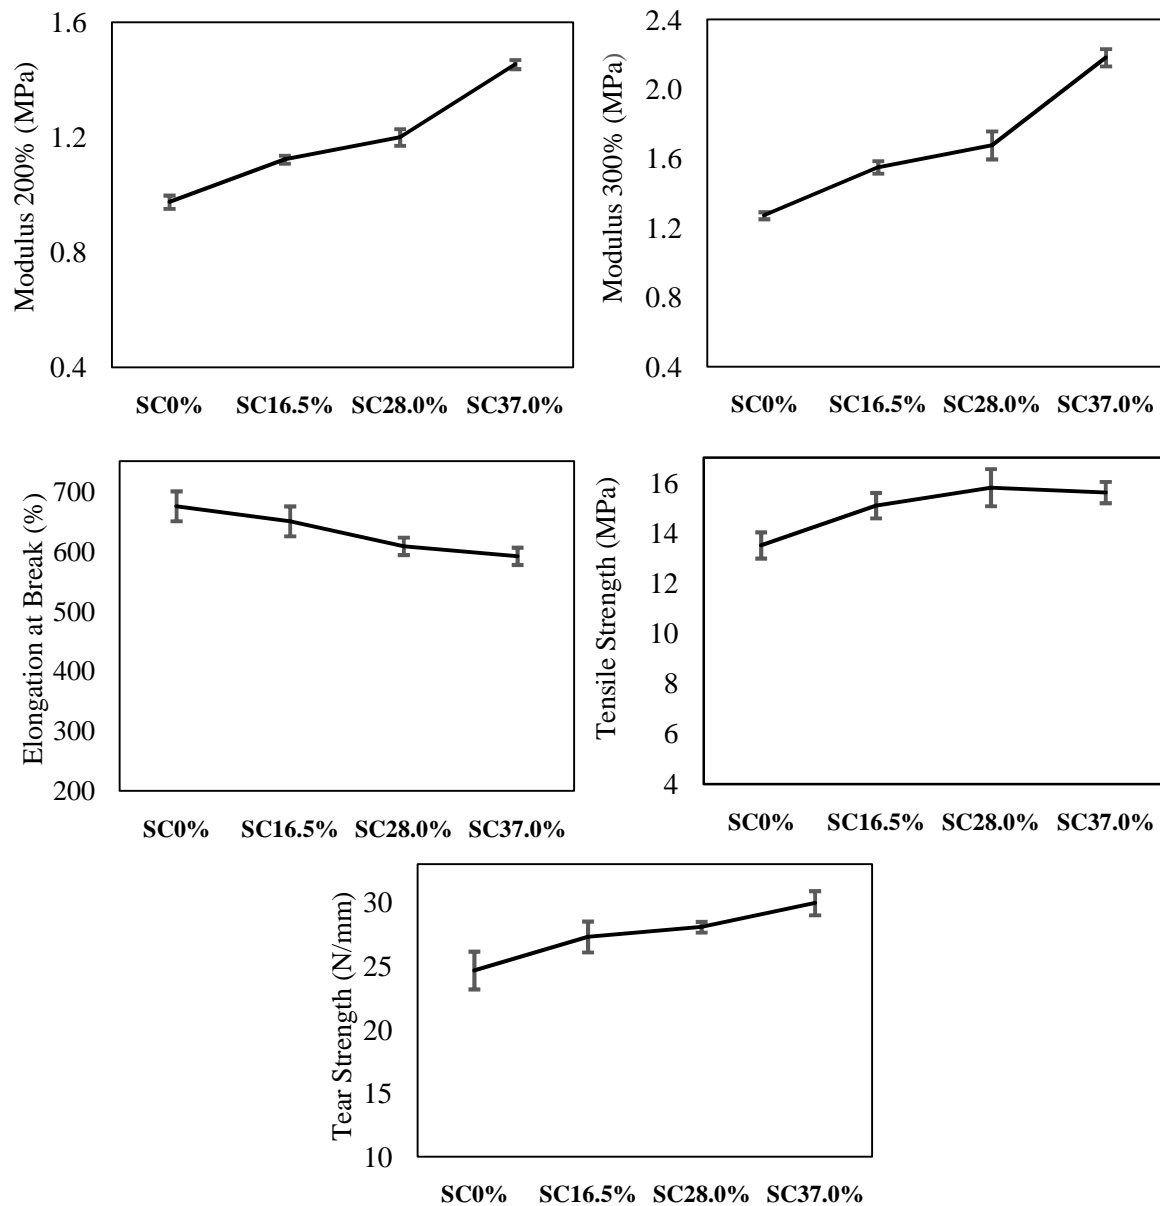 Modulus 200% (MPa)
1.6
1.2
0.8
0.4
SC0% SC16.5% SC28.0% SC37.0%
Modulus 300% (MPa)
2.4
2.0
1.6
1.2
0.8
0.4
SC0% SC16.5% SC28.0% SC37.0%
Elongation at Break (%)
700
600
500
400
300
200
SC0% SC16.5% SC28.0% SC37.0%
Tensile Strength (MPa)
16
14
12
10
8
6
4
SC0% SC16.5% SC28.0% SC37.0%
Tear Strength (N/mm)
30
25
20
15
10
SC0% SC16.5% SC28.0% SC37.0%